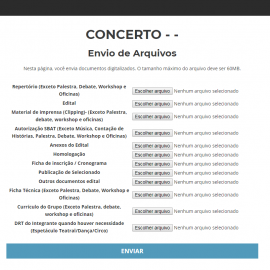 CONCERTO - -
Envio de Arquivos
Nesta página, você envia documentos digitalizados. O tamanho máximo do arquivo deve ser 50MB.
Repertório (Exceto Palestra, Debate, Workshop e Oficinas) Escolher arquivo Nenhum arquivo selecionado
Edital Escolher arquivo Nenhum arquivo selecionado
Material de imprensa (Clipping)- (Exceto Palestra, debate, workshop e oficinas) Escolher arquivo Nenhum arquivo selecionado
Autorização SBAT (Exceto Música, Contação de Histórias, Palestra, Debate, Workshop e Oficinas) Escolher arquivo Nenhum arquivo selecionado
Anexos do Edital Escolher arquivo Nenhum arquivo selecionado
Homologação Escolher arquivo Nenhum arquivo selecionado
Ficha de Inscrição / Cronograma Escolher arquivo Nenhum arquivo selecionado
Publicação de Selecionado Escolher arquivo Nenhum arquivo selecionado
Outros documentos edital Escolher arquivo Nenhum arquivo selecionado
Ficha Técnica (Exceto Palestra, Debate, Workshop e Oficinas) Escolher arquivo Nenhum arquivo selecionado
Currículo do Grupo (Exceto Palestra, debate, workshop e oficinas) Escolher arquivo Nenhum arquivo selecionado
DRT do Integrante quando houver necessidade (Espetáculo Teatral/Dança/Circo) Escolher arquivo Nenhum arquivo selecionado
ENVIAR